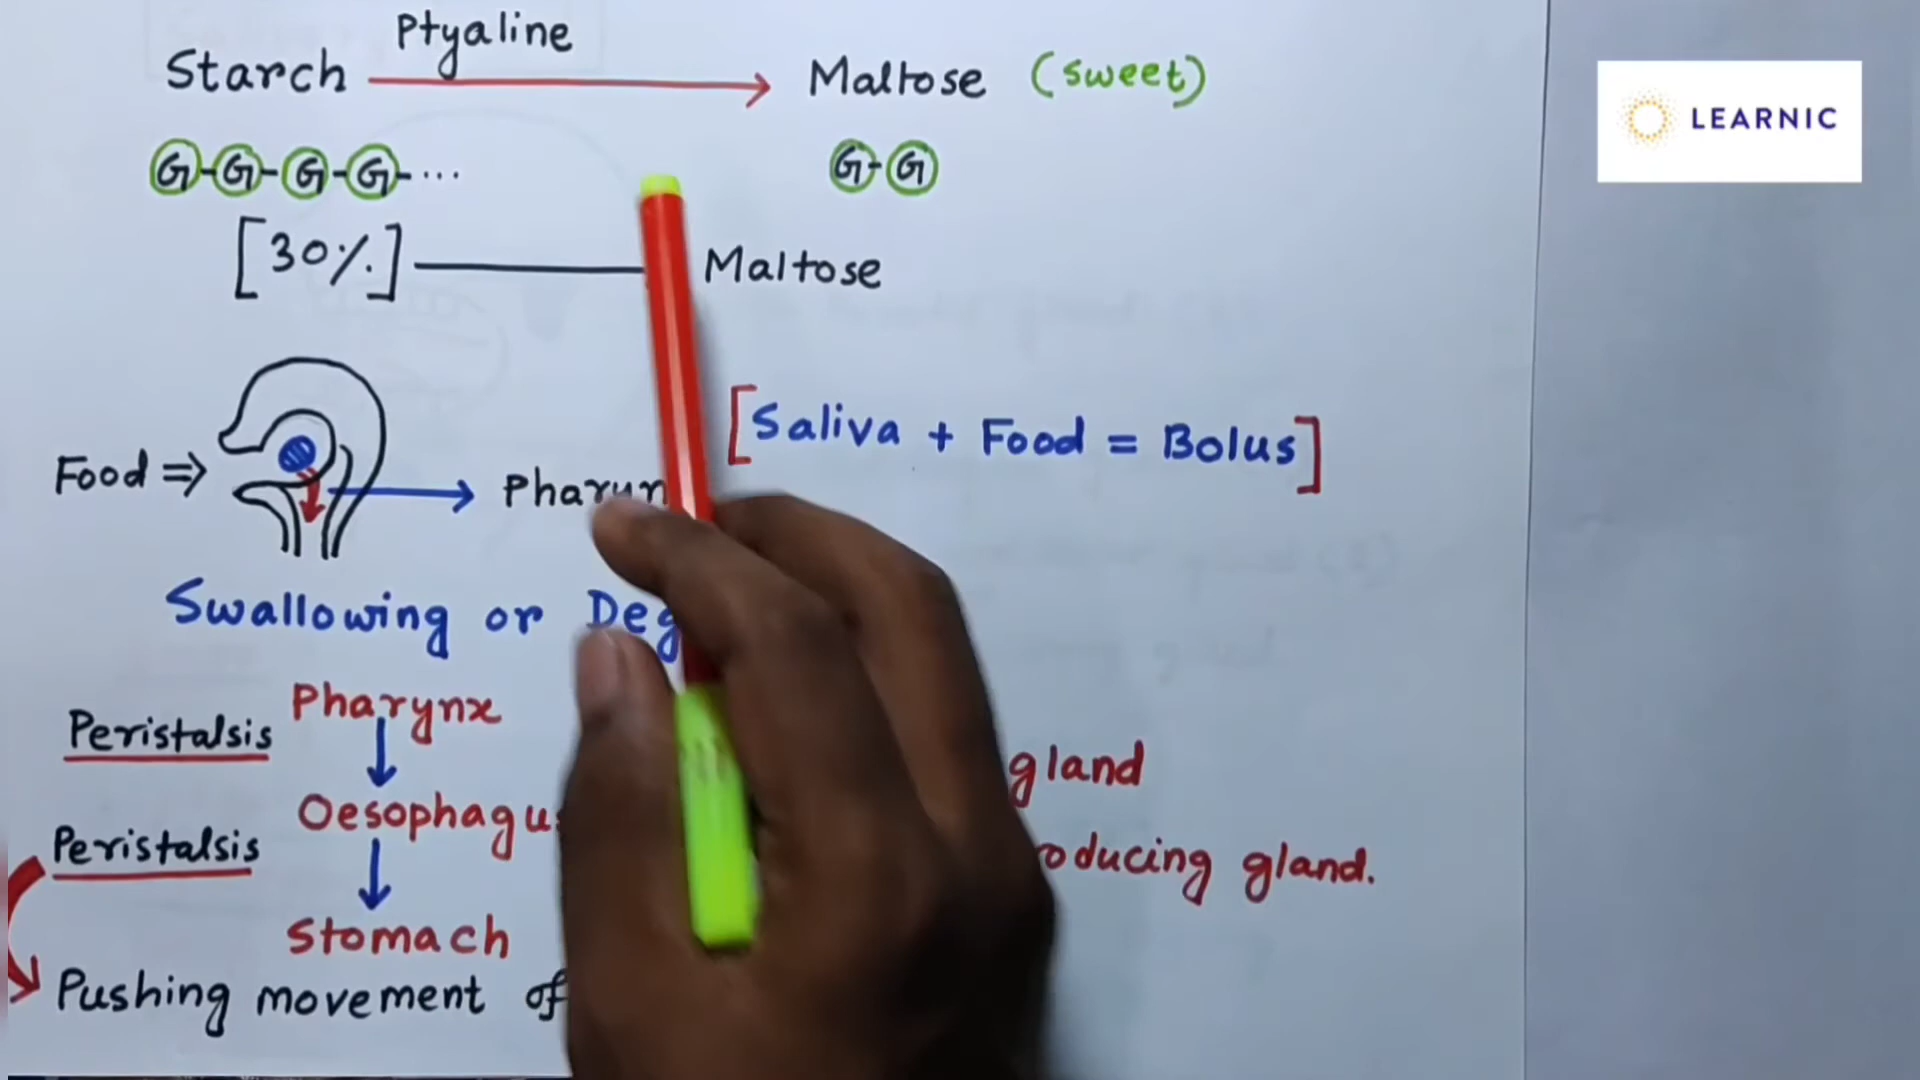 Ptyaline
Starch → Maltose (sweet)
G-G-G-G-... G-G
[30%.] Maltose
[Saliva + Food = Bolus]
Food ⇒
Swallowing or
Pharynx
Peristalsis
gland
Peristalsis
oducing gland.
Stomach
Pushing movement of
LEARNIC